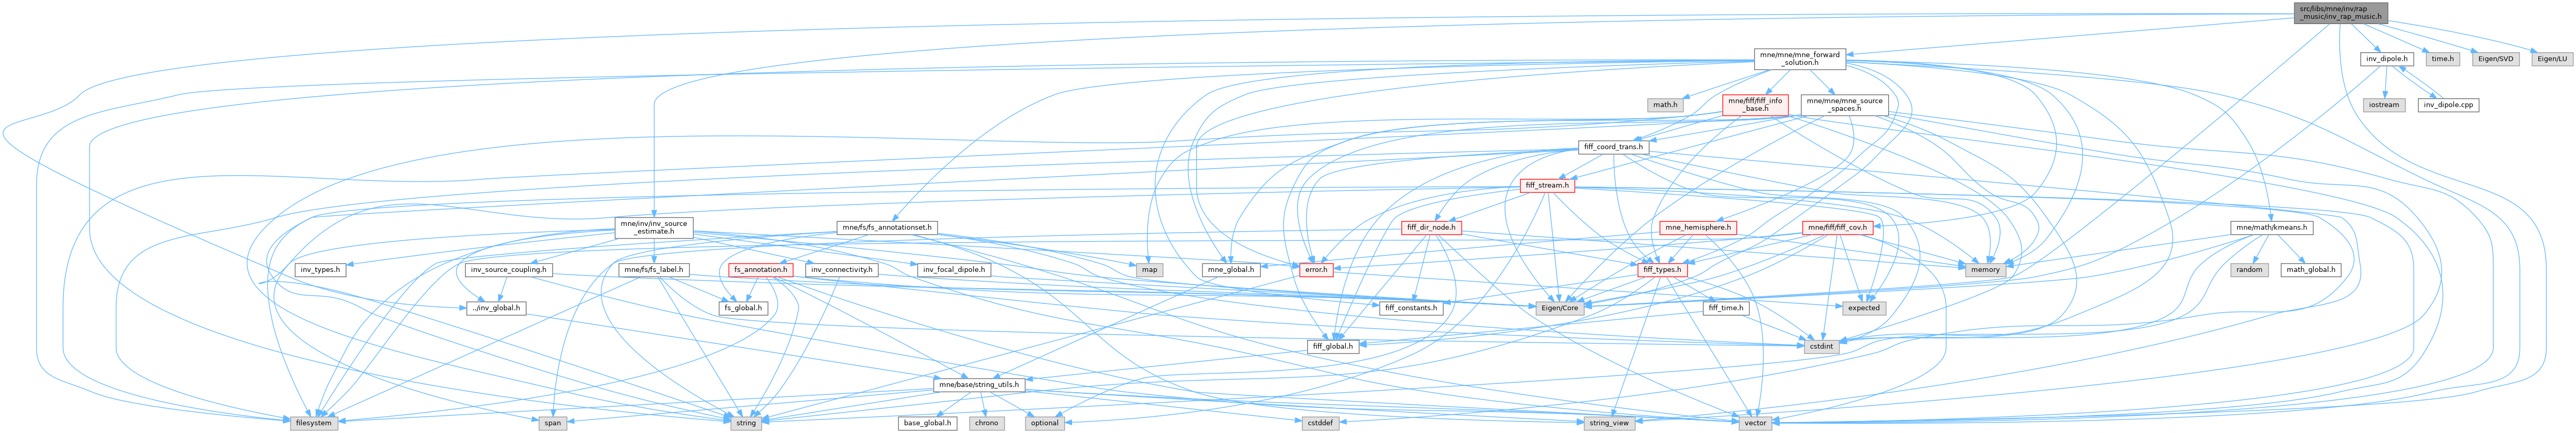 src/libs/mne/inv/rap
_music/inv_rap_music.h
mne/mne/mne_forward
_solution.h
inv_dipole.h
time.h
Eigen/SVD
Eigen/LU
math.h
mne/fiff/fiff_info
_base.h
mne/mne/mne_source
_spaces.h
iostream
inv_dipole.cpp
fiff_coord_trans.h
fiff_stream.h
mne/inv/inv_source
_estimate.h
mne/fs/fs_annotationset.h
fiff_dir_node.h
mne_hemisphere.h
mne/fiff/fiff_cov.h
mne/math/kmeans.h
inv_types.h
inv_source_coupling.h
mne/fs/fs_label.h
fs_annotation.h
inv_connectivity.h
inv_focal_dipole.h
map
mne_global.h
error.h
fiff_types.h
memory
random
math_global.h
../inv_global.h
fs_global.h
Eigen/Core
fiff_constants.h
expected
fiff_time.h
fiff_global.h
cstdint
mne/base/string_utils.h
filesystem
span
string
base_global.h
chrono
optional
cstddef
string_view
vector